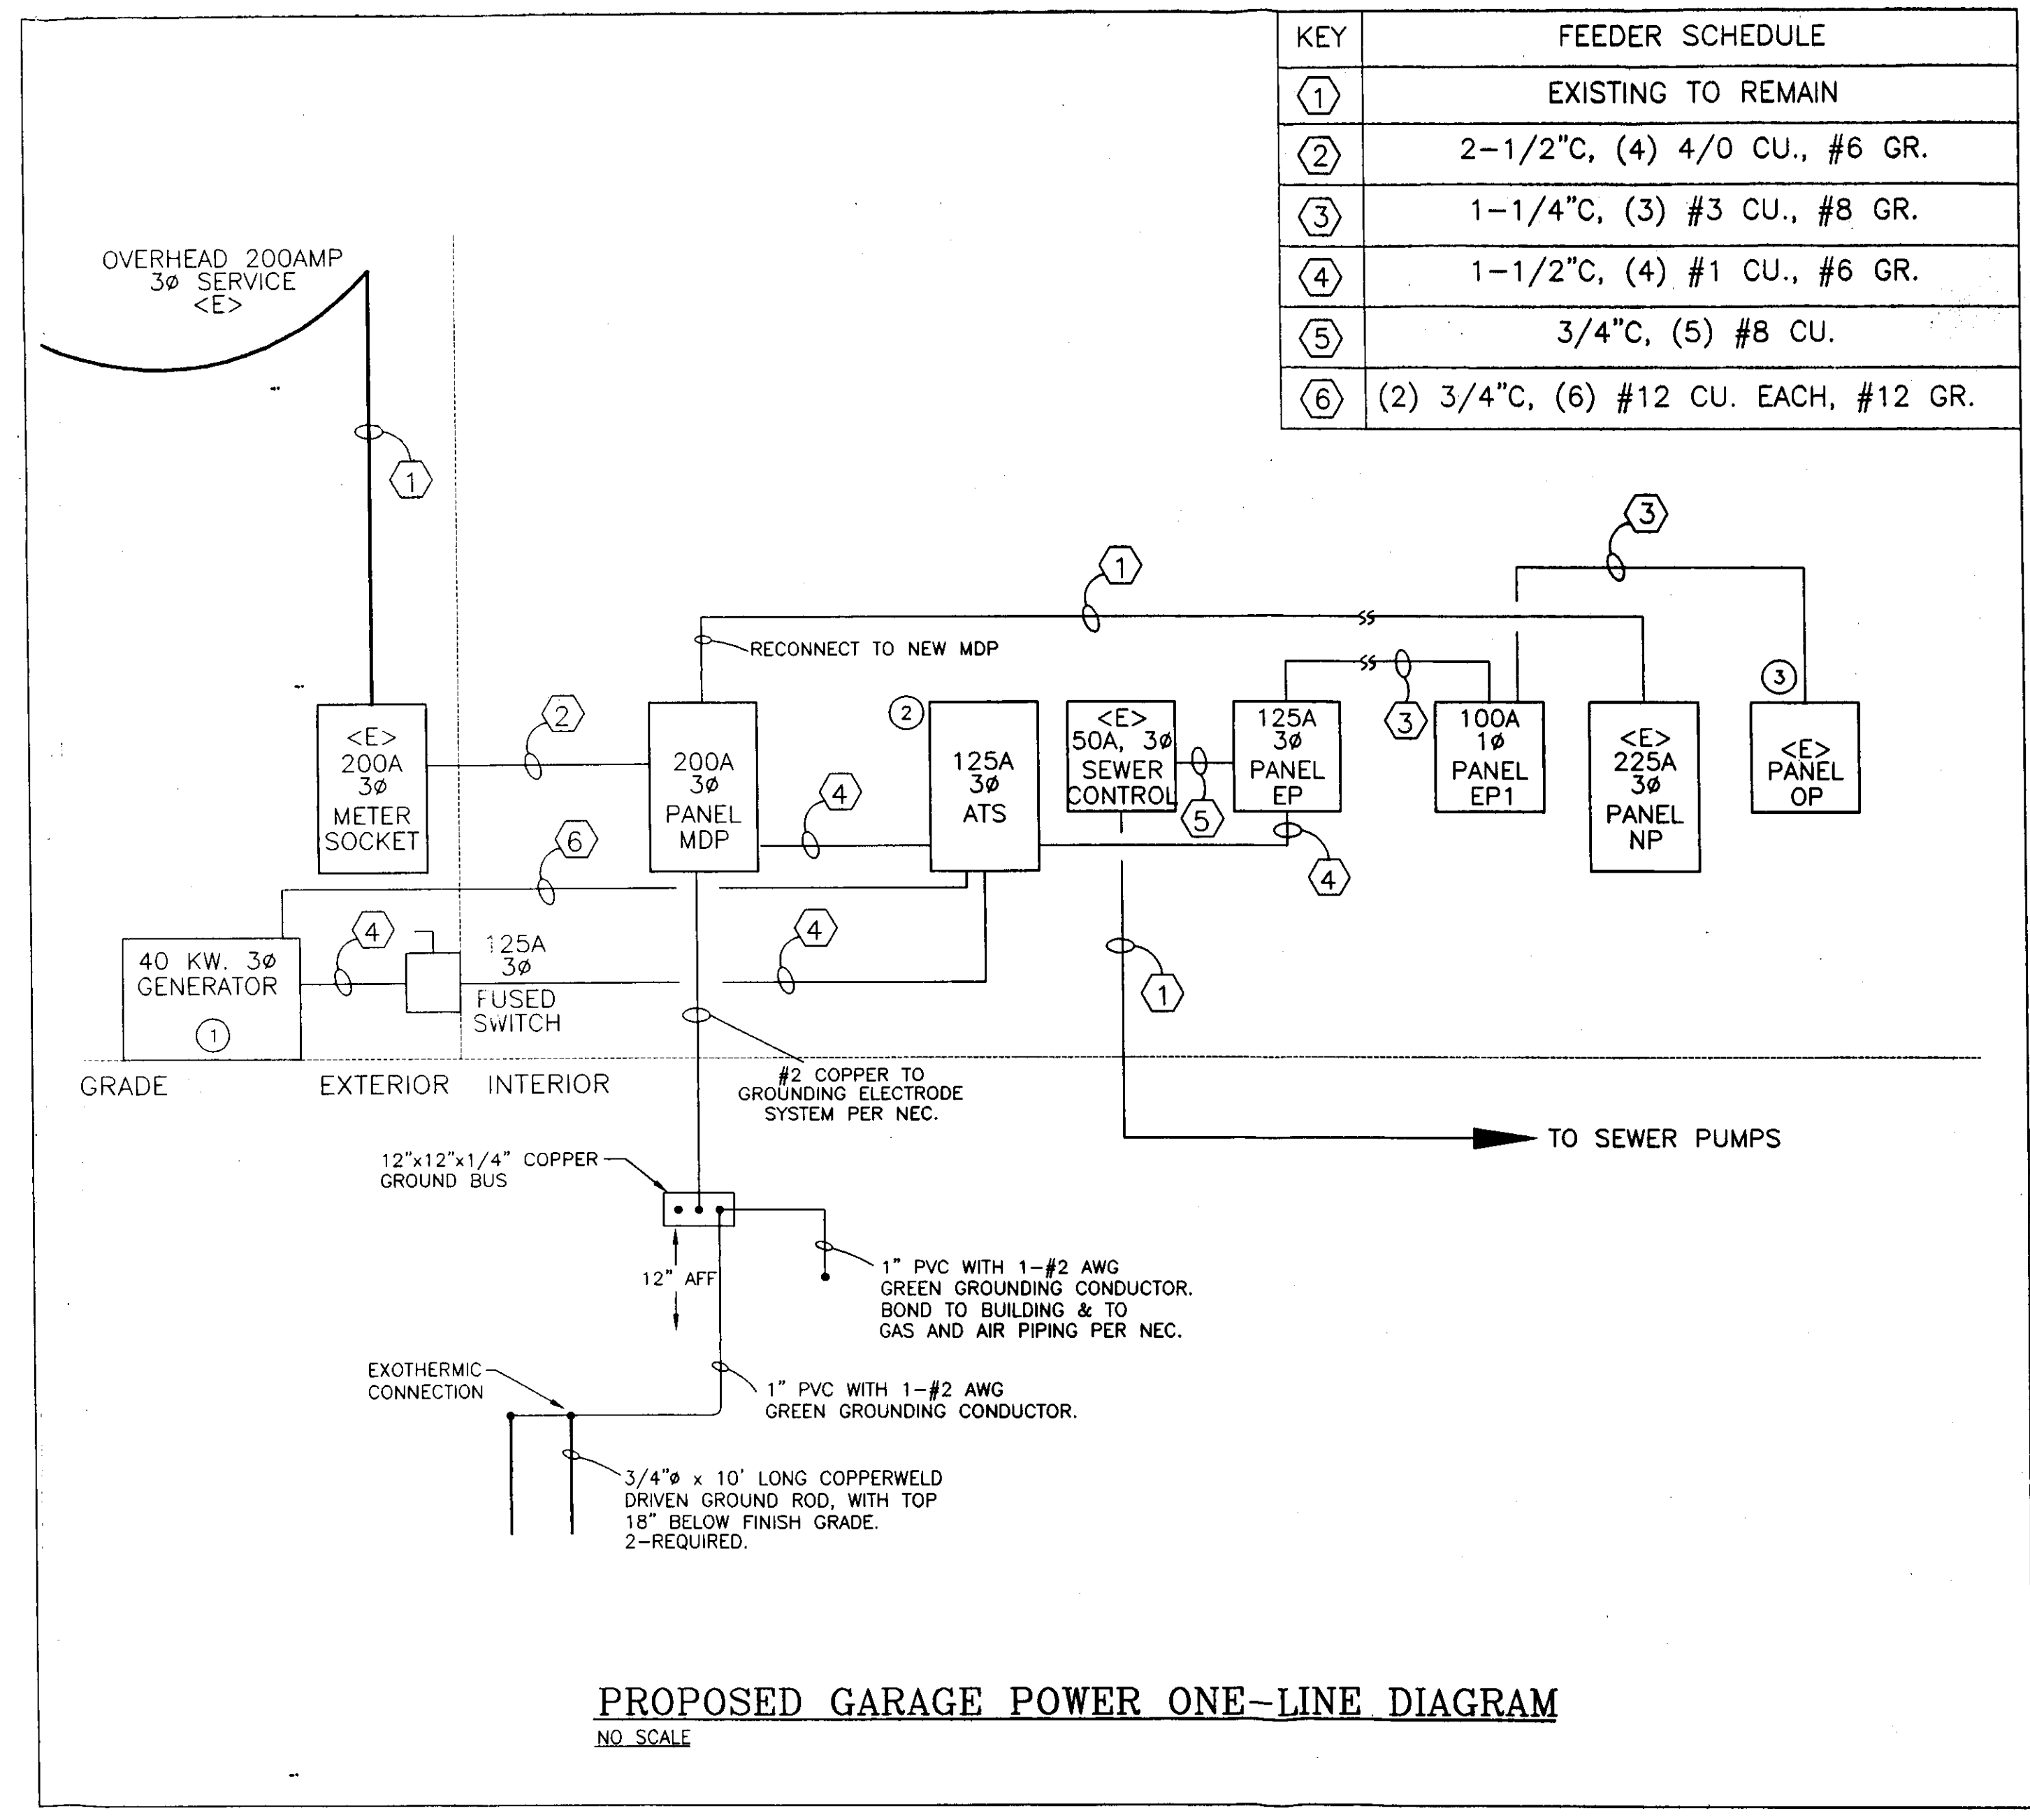 KEY FEEDER SCHEDULE
1 EXISTING TO REMAIN
2 2-1/2"C, (4) 4/0 CU., #6 GR.
3 1-1/4"C, (3) #3 CU., #8 GR.
4 1-1/2"C, (4) #1 CU., #6 GR.
5 3/4"C, (5) #8 CU.
6 (2) 3/4"C, (6) #12 CU. EACH, #12 GR.
OVERHEAD 200AMP
3ø SERVICE
<E>
1
3
1
RECONNECT TO NEW MDP
2
<E>
200A
3ø
METER
SOCKET
200A
3ø
PANEL
MDP
4
6
2
125A
3ø
ATS
<E>
50A, 3ø
SEWER
CONTROL
5
125A
3ø
PANEL
EP
3
4
100A
1ø
PANEL
EP1
<E>
225A
3ø
PANEL
NP
3
<E>
PANEL
OP
40 KW. 3ø
GENERATOR
1
4
125A
3ø
FUSED
SWITCH
4
1
GRADE
EXTERIOR
INTERIOR
#2 COPPER TO
GROUNDING ELECTRODE
SYSTEM PER NEC.
TO SEWER PUMPS
12"x12"x1/4" COPPER
GROUND BUS
12" AFF
1" PVC WITH 1-#2 AWG
GREEN GROUNDING CONDUCTOR.
BOND TO BUILDING & TO
GAS AND AIR PIPING PER NEC.
EXOTHERMIC
CONNECTION
1" PVC WITH 1-#2 AWG
GREEN GROUNDING CONDUCTOR.
3/4"ø x 10' LONG COPPERWELD
DRIVEN GROUND ROD, WITH TOP
18" BELOW FINISH GRADE.
2-REQUIRED.
PROPOSED GARAGE POWER ONE-LINE DIAGRAM
NO SCALE